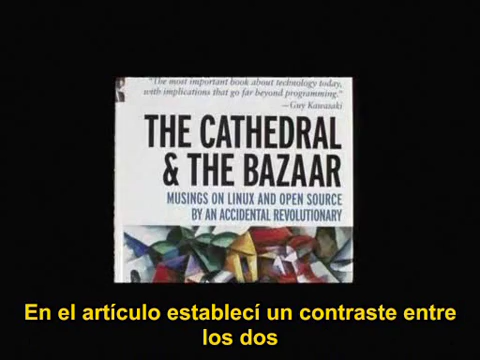 "The most important book about technology today,
with implications that go far beyond programming."
—Guy Kawasaki
THE CATHEDRAL
& THE BAZAAR
MUSINGS ON LINUX AND OPEN SOURCE
BY AN ACCIDENTAL REVOLUTIONARY
En el artículo establecí un contraste entre
los dos